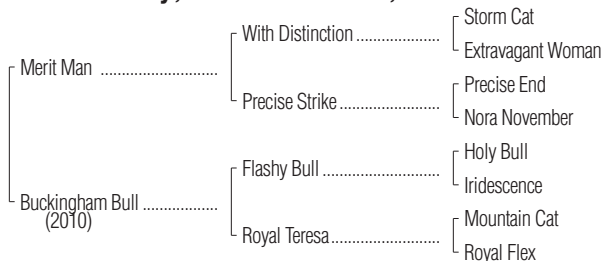 Storm Cat
With Distinction ....................
Extravagant Woman
Merit Man ............................
Precise End
Precise Strike ........................
Nora November
Holy Bull
Flashy Bull ............................
Iridescence
Buckingham Bull ..................
(2010)
Mountain Cat
Royal Teresa..........................
Royal Flex